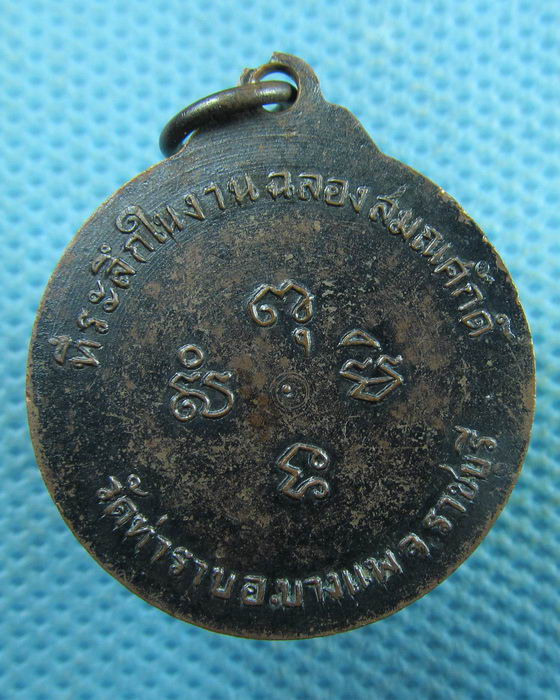 ที่ระลึกในงานฉลองสมณศักดิ์
วัดท่าราบ อ.บางแพ จ.ราชบุรี